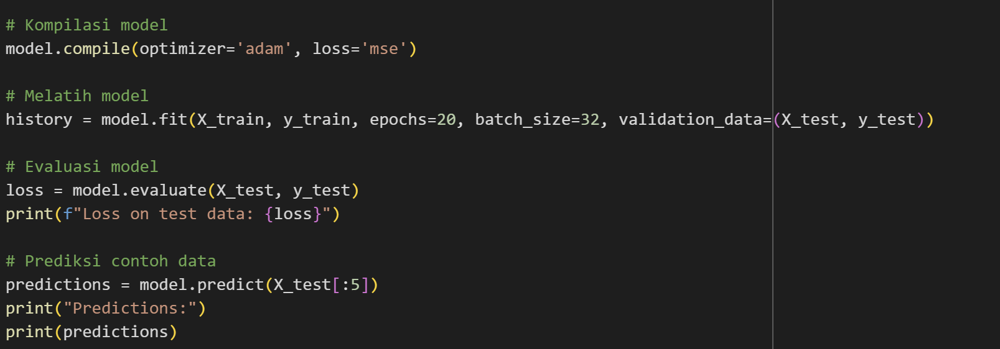 # Kompilasi model
model.compile(optimizer='adam', loss='mse')
# Melatih model
history = model.fit(X_train, y_train, epochs=20, batch_size=32, validation_data=(X_test, y_test))
# Evaluasi model
loss = model.evaluate(X_test, y_test)
print(f"Loss on test data: {loss}")
# Prediksi contoh data
predictions = model.predict(X_test[:5])
print("Predictions:")
print(predictions)